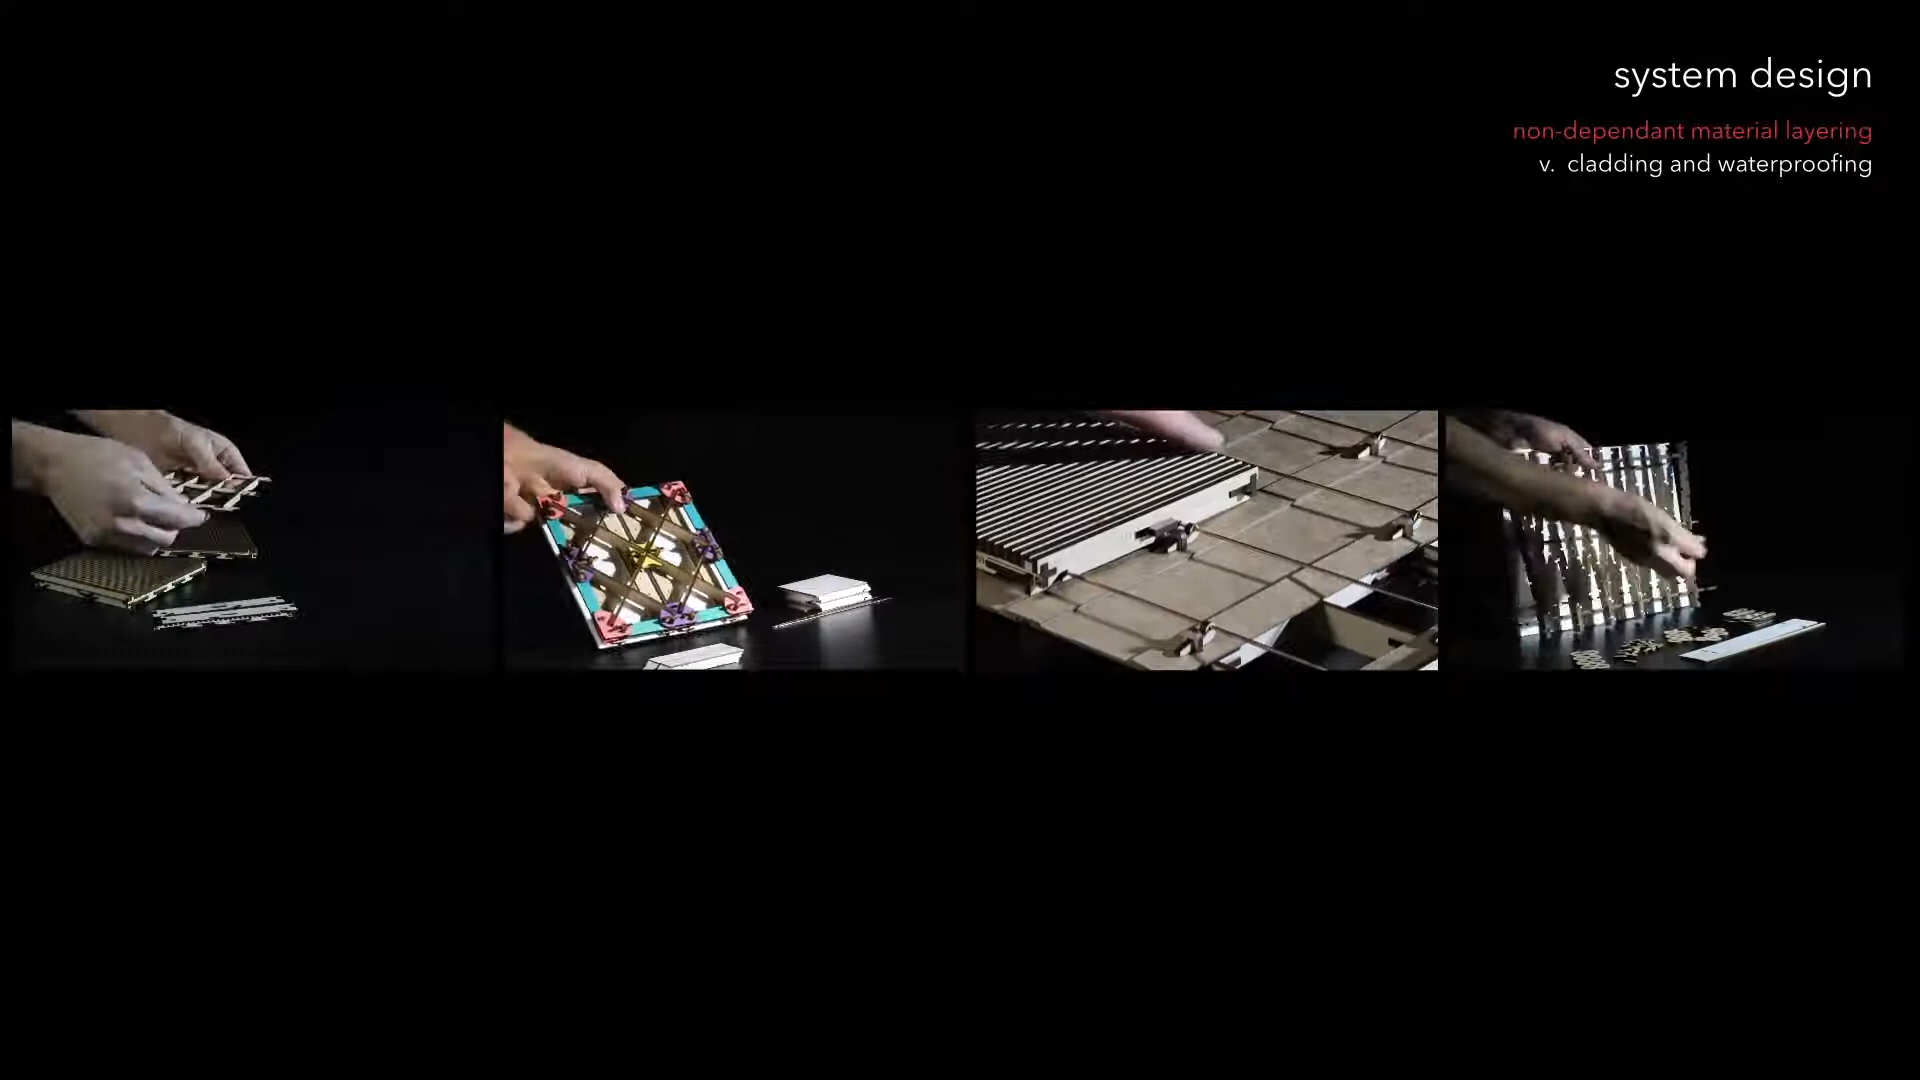 system design
non-dependant material layering
v. cladding and waterproofing